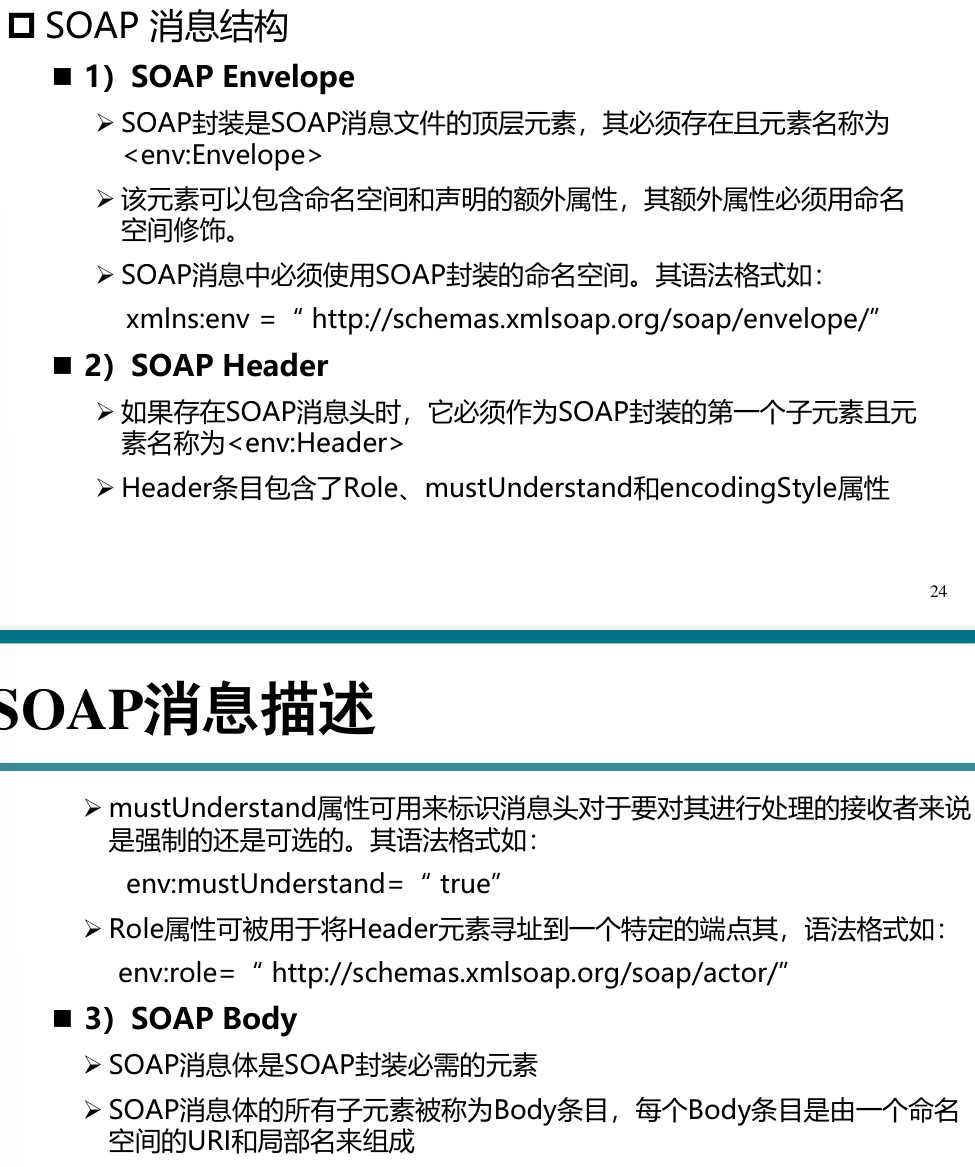 SOAP 消息结构
1）SOAP Envelope
SOAP封装是SOAP消息文件的顶层元素，其必须存在且元素名称为
<env:Envelope>
该元素可以包含命名空间和声明的额外属性，其额外属性必须用命名
空间修饰。
SOAP消息中必须使用SOAP封装的命名空间。其语法格式如：
xmlns:env =“ http://schemas.xmlsoap.org/soap/envelope/”
2）SOAP Header
如果存在SOAP消息头时，它必须作为SOAP封装的第一个子元素且元
素名称为<env:Header>
Header条目包含了Role、mustUnderstand和encodingStyle属性
24
SOAP消息描述
mustUnderstand属性可用来标识消息头对于要对其进行处理的接收者来说
是强制的还是可选的。其语法格式如：
env:mustUnderstand=“ true”
Role属性可被用于将Header元素寻址到一个特定的端点其，语法格式如：
env:role=“ http://schemas.xmlsoap.org/soap/actor/”
3）SOAP Body
SOAP消息体是SOAP封装必需的元素
SOAP消息体的所有子元素被称为Body条目，每个Body条目是由一个命名
空间的URI和局部名来组成